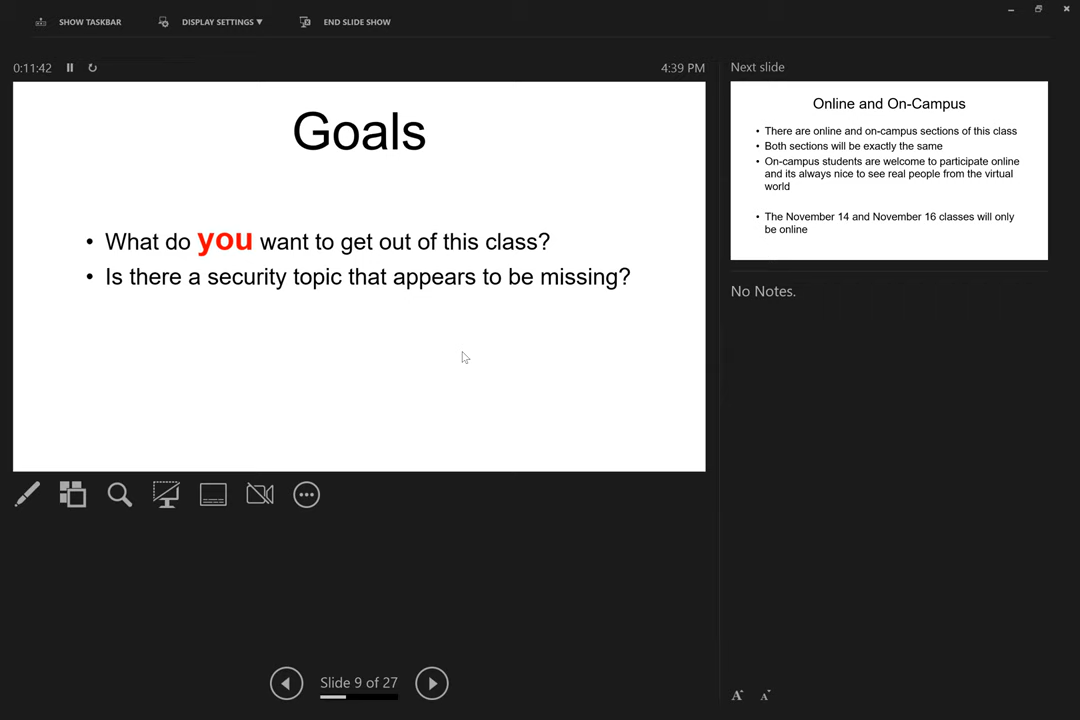 SHOW TASKBAR
DISPLAY SETTINGS ▼
END SLIDE SHOW
0:11:42
4:39 PM
Goals
• What do you want to get out of this class?
• Is there a security topic that appears to be missing?
Next slide
Online and On-Campus
• There are online and on-campus sections of this class
• Both sections will be exactly the same
• On-campus students are welcome to participate online
and its always nice to see real people from the virtual
world
• The November 14 and November 16 classes will only
be online
No Notes.
Slide 9 of 27
A A